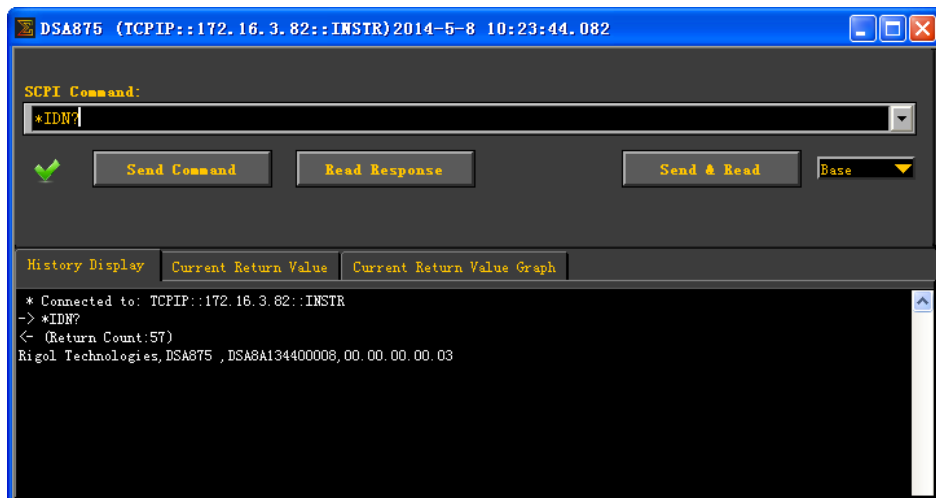 DSA875 (TCPIP::172.16.3.82::INSTR)2014-5-8 10:23:44.082
SCPI Command:
*IDN?
Send Command Read Response Send & Read Base
History Display Current Return Value Current Return Value Graph
* Connected to: TCPIP::172.16.3.82::INSTR
-> *IDN?
<- (Return Count:57)
Rigol Technologies,DSA875 ,DSA8A134400008,00.00.00.00.03